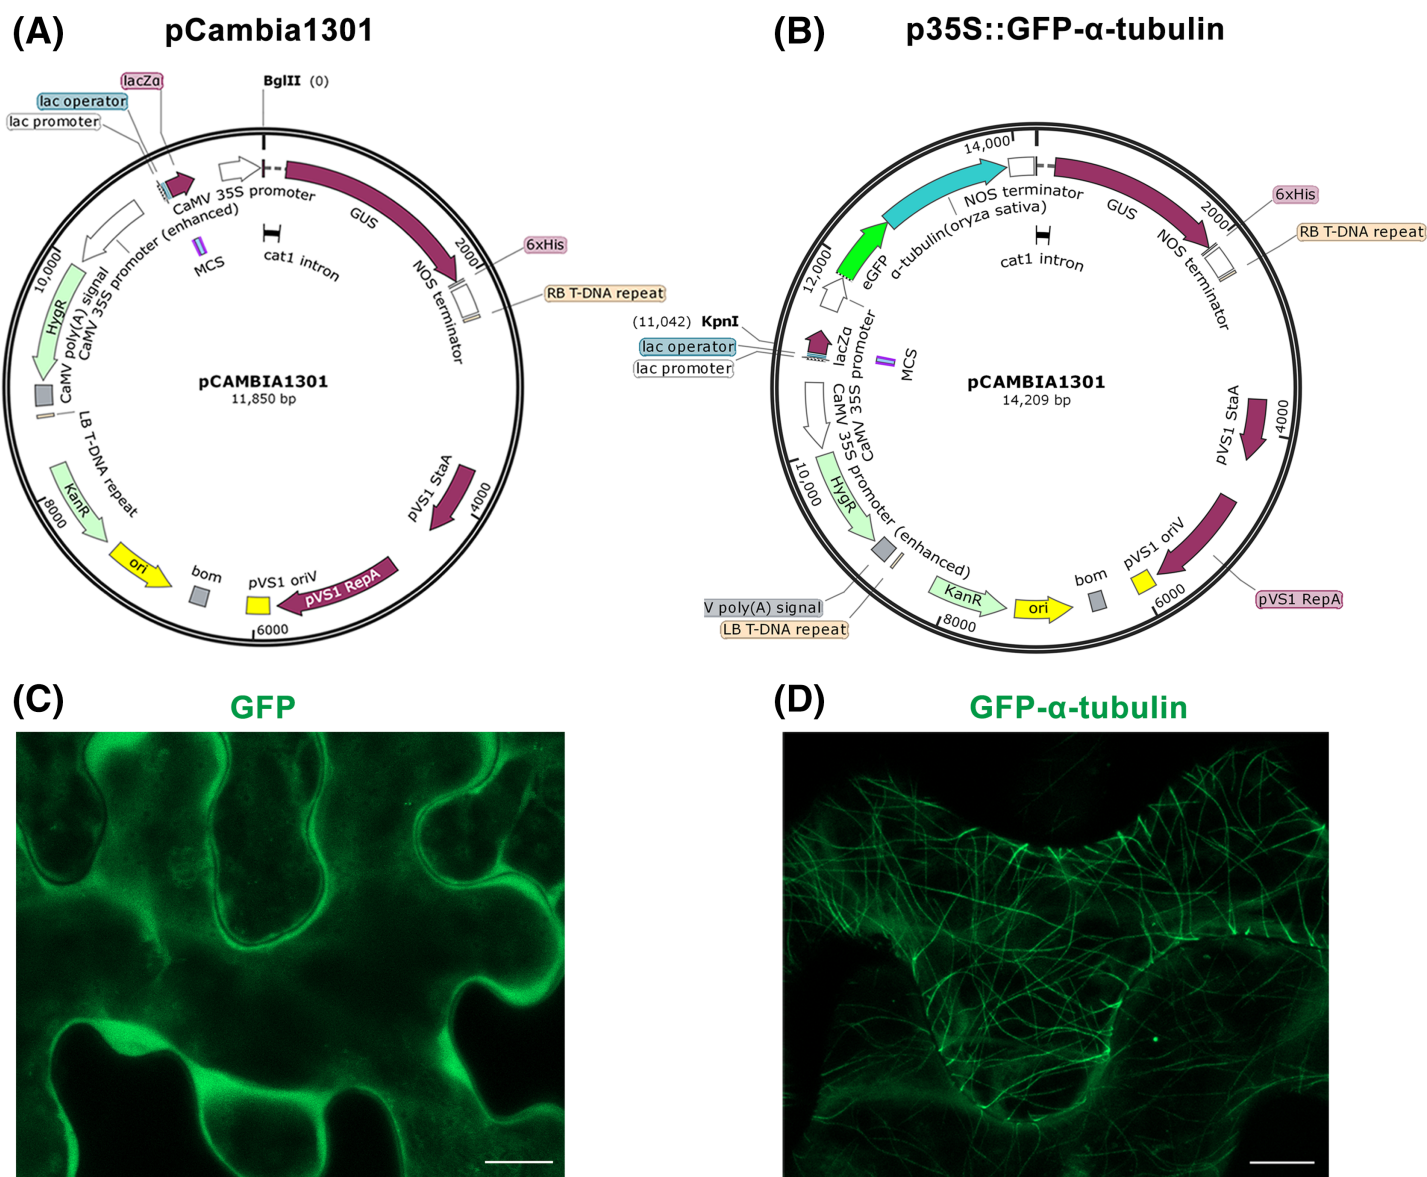 (A)
pCambia1301
lacZα
lac operator
lac promoter
BglII (0)
CaMV 35S promoter
CaMV 35S promoter (enhanced)
MCS
cat1 intron
GUS
2000
6xHis
NOS terminator
RB T-DNA repeat
10,000
HygR
CaMV poly(A) signal
LB T-DNA repeat
pCAMBIA1301
11,850 bp
KanR
8000
ori
bom
pVS1 oriV
6000
pVS1 RepA
pVS1 StaA
4000
(B)
p35S::GFP-α-tubulin
14,000
NOS terminator
α-tubulin(oryza sativa)
eGFP
12,000
CaMV 35S promoter
GUS
cat1 intron
2000
6xHis
RB T-DNA repeat
NOS terminator
(11,042) KpnI
lac operator
lac promoter
lacZα
MCS
pCAMBIA1301
14,209 bp
CaMV 35S promoter (enhanced)
10,000
HygR
V poly(A) signal
LB T-DNA repeat
KanR
8000
ori
bom
pVS1 oriV
6000
pVS1 RepA
pVS1 StaA
4000
(C)
GFP
(D)
GFP-α-tubulin